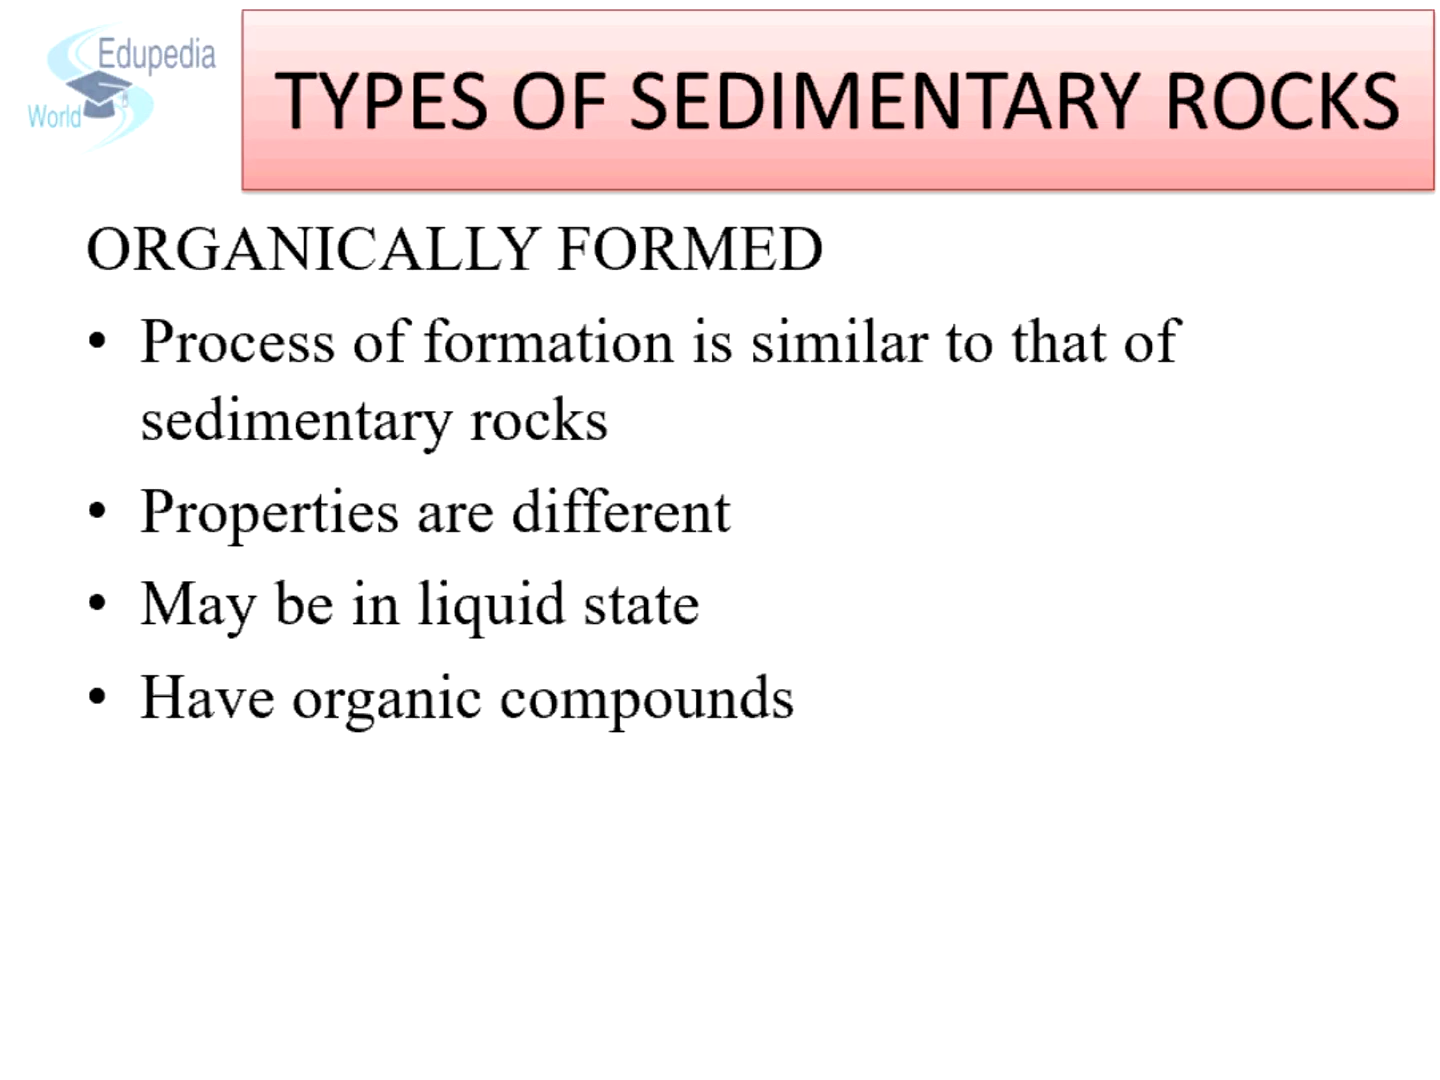 Edupedia
World
TYPES OF SEDIMENTARY ROCKS
ORGANICALLY FORMED
• Process of formation is similar to that of
sedimentary rocks
• Properties are different
• May be in liquid state
• Have organic compounds